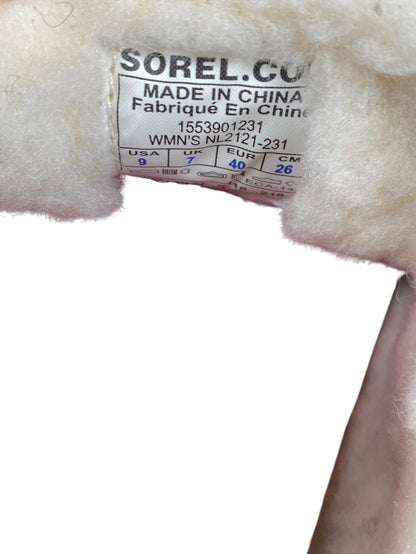 SOREL.CO
MADE IN CHINA
Fabriqué En Chine
1553901231
WMN'S NL2121-231
USA UK EUR CM
9 7 40 26